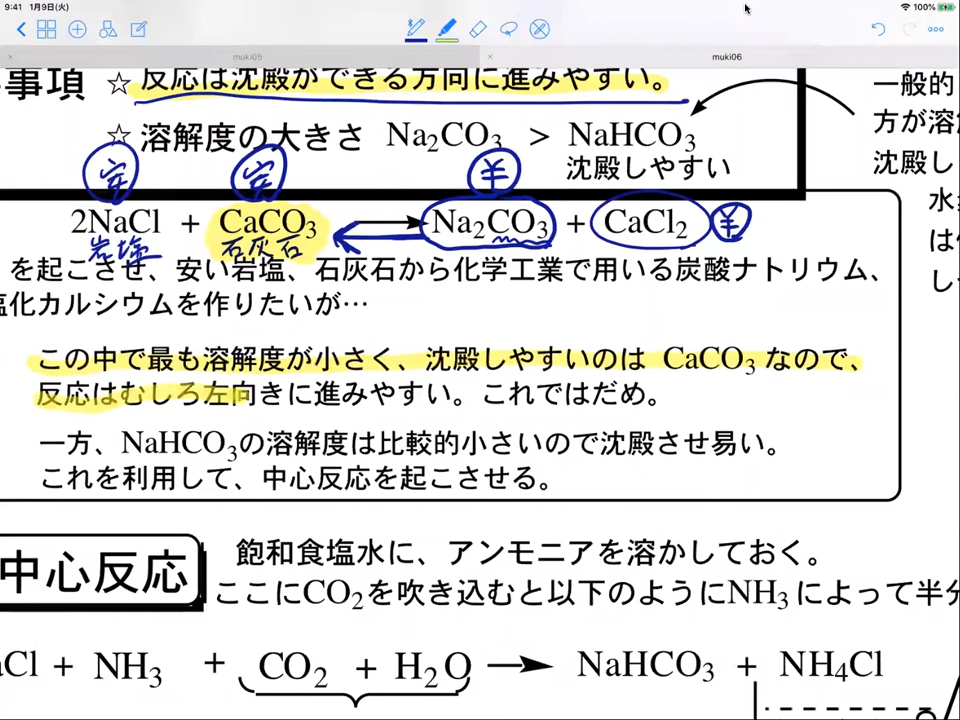 9:41 1月9日(火) 100%
muki05 muki06
事項 ☆ 反応は沈殿ができる方向に進みやすい。
☆ 溶解度の大きさ Na₂CO₃ > NaHCO₃
沈殿しやすい
安 安 ¥
2NaCl + CaCO₃ Na₂CO₃ + CaCl₂ ¥
岩塩 石灰石
を起こさせ、安い岩塩、石灰石から化学工業で用いる炭酸ナトリウム、
塩化カルシウムを作りたいが…
この中で最も溶解度が小さく、沈殿しやすいのは CaCO₃ なので、
反応はむしろ左向きに進みやすい。これではだめ。
一方、NaHCO₃の溶解度は比較的小さいので沈殿させ易い。
これを利用して、中心反応を起こさせる。
一般的
方が溶
沈殿し
水
は
し
中心反応
飽和食塩水に、アンモニアを溶かしておく。
ここにCO₂を吹き込むと以下のようにNH₃によって半分
aCl + NH₃ + CO₂ + H₂O → NaHCO₃ + NH₄Cl